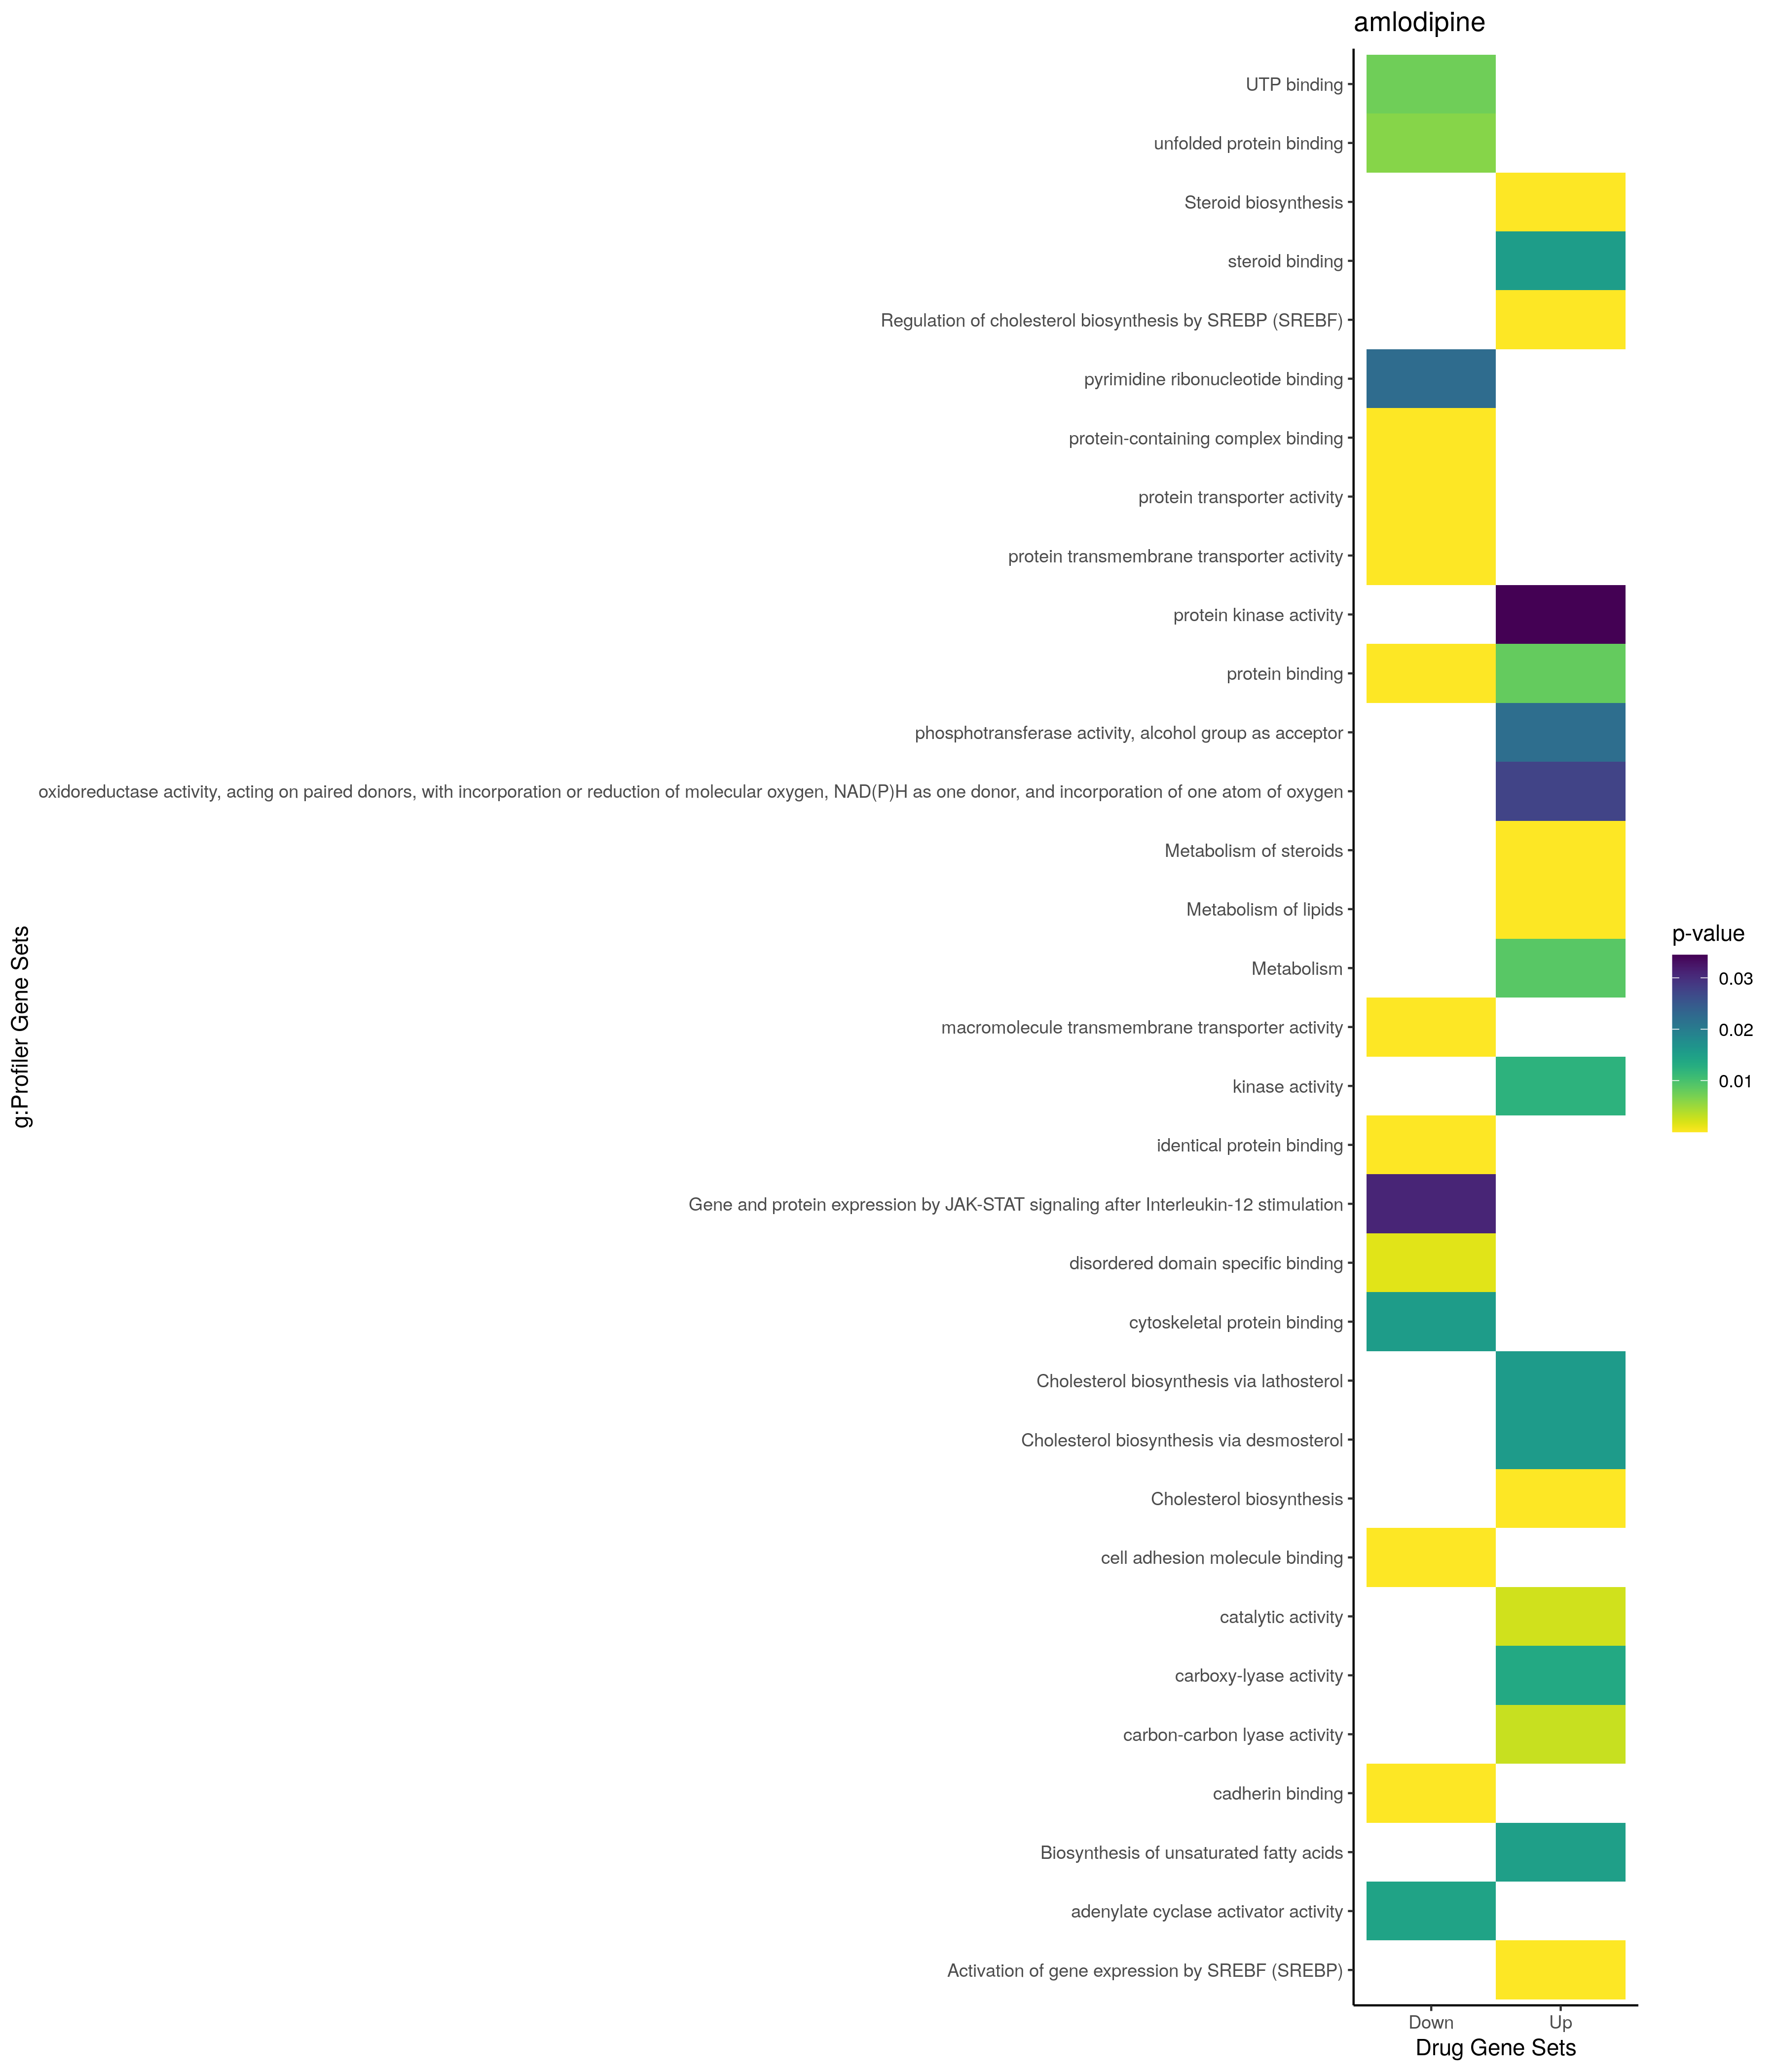 amlodipine
UTP binding
unfolded protein binding
Steroid biosynthesis
steroid binding
Regulation of cholesterol biosynthesis by SREBP (SREBF)
pyrimidine ribonucleotide binding
protein-containing complex binding
protein transporter activity
protein transmembrane transporter activity
protein kinase activity
protein binding
phosphotransferase activity, alcohol group as acceptor
oxidoreductase activity, acting on paired donors, with incorporation or reduction of molecular oxygen, NAD(P)H as one donor, and incorporation of one atom of oxygen
Metabolism of steroids
Metabolism of lipids
Metabolism
macromolecule transmembrane transporter activity
kinase activity
identical protein binding
Gene and protein expression by JAK-STAT signaling after Interleukin-12 stimulation
disordered domain specific binding
cytoskeletal protein binding
Cholesterol biosynthesis via lathosterol
Cholesterol biosynthesis via desmosterol
Cholesterol biosynthesis
cell adhesion molecule binding
catalytic activity
carboxy-lyase activity
carbon-carbon lyase activity
cadherin binding
Biosynthesis of unsaturated fatty acids
adenylate cyclase activator activity
Activation of gene expression by SREBF (SREBP)
g:Profiler Gene Sets
Down Up
Drug Gene Sets
p-value
0.03
0.02
0.01